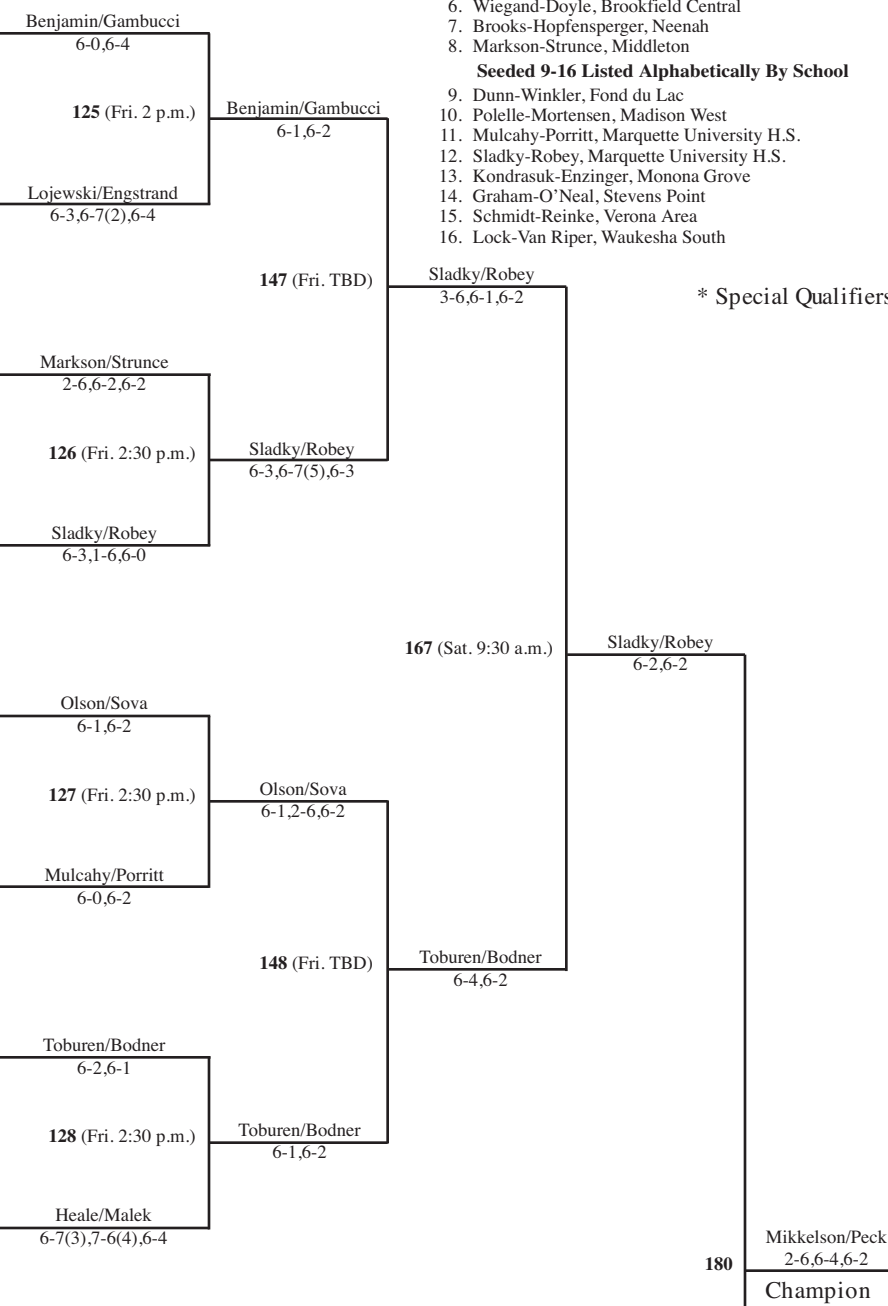 6. Wiegand-Doyle, Brookfield Central
7. Brooks-Hopfensperger, Neenah
8. Markson-Strunce, Middleton
Seeded 9-16 Listed Alphabetically By School
9. Dunn-Winkler, Fond du Lac
10. Polelle-Mortensen, Madison West
11. Mulcahy-Porritt, Marquette University H.S.
12. Sladky-Robey, Marquette University H.S.
13. Kondrasuk-Enzinger, Monona Grove
14. Graham-O'Neal, Stevens Point
15. Schmidt-Reinke, Verona Area
16. Lock-Van Riper, Waukesha South
* Special Qualifiers
Benjamin/Gambucci
6-0,6-4
125 (Fri. 2 p.m.)
Benjamin/Gambucci
6-1,6-2
Lojewski/Engstrand
6-3,6-7(2),6-4
147 (Fri. TBD)
Sladky/Robey
3-6,6-1,6-2
Markson/Strunce
2-6,6-2,6-2
126 (Fri. 2:30 p.m.)
Sladky/Robey
6-3,6-7(5),6-3
Sladky/Robey
6-3,1-6,6-0
167 (Sat. 9:30 a.m.)
Sladky/Robey
6-2,6-2
Olson/Sova
6-1,6-2
127 (Fri. 2:30 p.m.)
Olson/Sova
6-1,2-6,6-2
Mulcahy/Porritt
6-0,6-2
148 (Fri. TBD)
Toburen/Bodner
6-4,6-2
Toburen/Bodner
6-2,6-1
128 (Fri. 2:30 p.m.)
Toburen/Bodner
6-1,6-2
Heale/Malek
6-7(3),7-6(4),6-4
180
Mikkelson/Peck
2-6,6-4,6-2
Champion